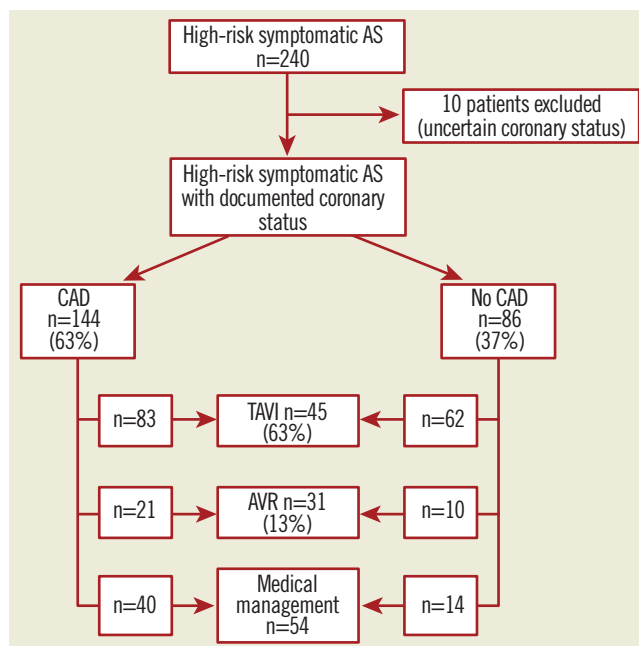 High-risk symptomatic AS
n=240
10 patients excluded
(uncertain coronary status)
High-risk symptomatic AS
with documented coronary
status
CAD
n=144
(63%)
No CAD
n=86
(37%)
n=83
TAVI n=45
(63%)
n=62
n=21
AVR n=31
(13%)
n=10
n=40
Medical
management
n=54
n=14